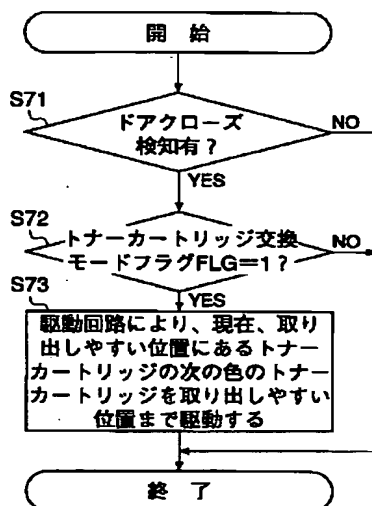 開 始
S71
ドアクローズ
検知有?
NO
YES
S72
トナーカートリッジ交換
モードフラグFLG=1?
NO
YES
S73
駆動回路により、現在、取り
出しやすい位置にあるトナー
カートリッジの次の色のトナー
カートリッジを取り出しやすい
位置まで駆動する
終 了